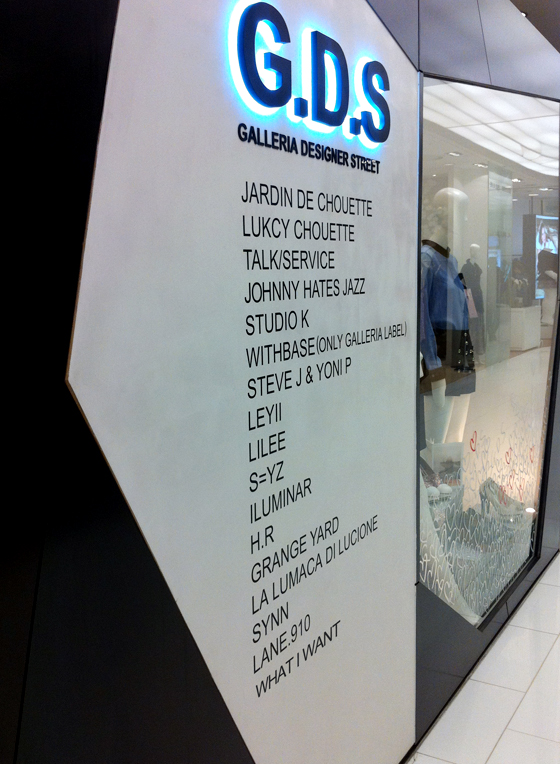 G.D.S
GALLERIA DESIGNER STREET
JARDIN DE CHOUETTE
LUKCY CHOUETTE
TALK/SERVICE
JOHNNY HATES JAZZ
STUDIO K
WITHBASE(ONLY GALLERIA LABEL)
STEVE J & YONI P
LEYII
LILEE
S=YZ
ILUMINAR
H.R
GRANGE YARD
LA LUMACA DI LUCIONE
SYNN
LANE.910
WHAT I WANT